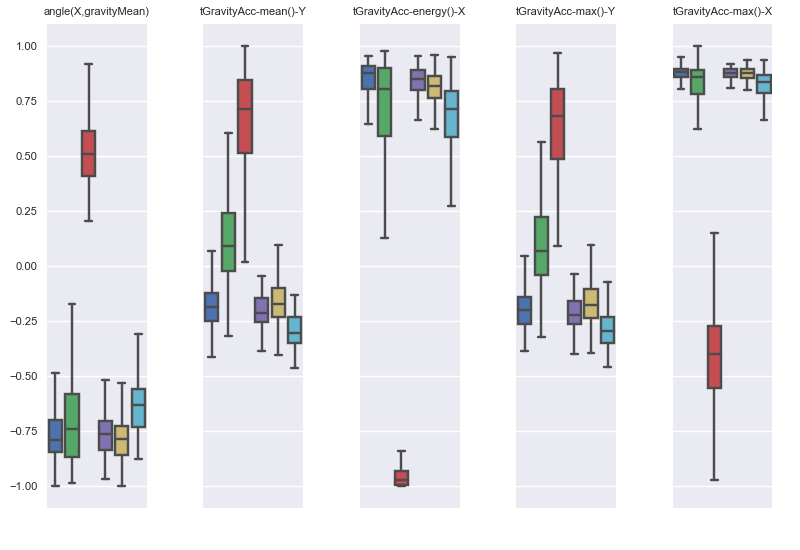 angle(X,gravityMean)
tGravityAcc-mean()-Y
tGravityAcc-energy()-X
tGravityAcc-max()-Y
tGravityAcc-max()-X
1.00
0.75
0.50
0.25
0.00
−0.25
−0.50
−0.75
−1.00